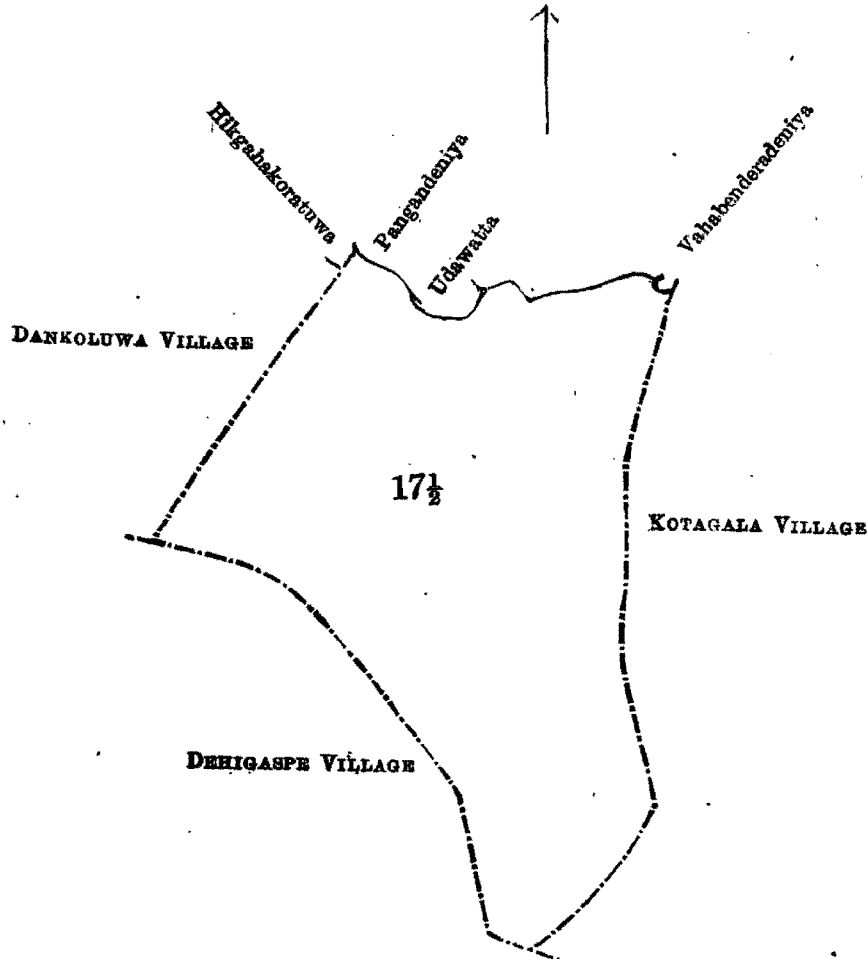 Hikgahakoratuwa
Pangandeniya
Udawatta
Vahabenderadeniya
DANKOLUWA VILLAGE
17½
KOTAGALA VILLAGE
DEHIGASPE VILLAGE